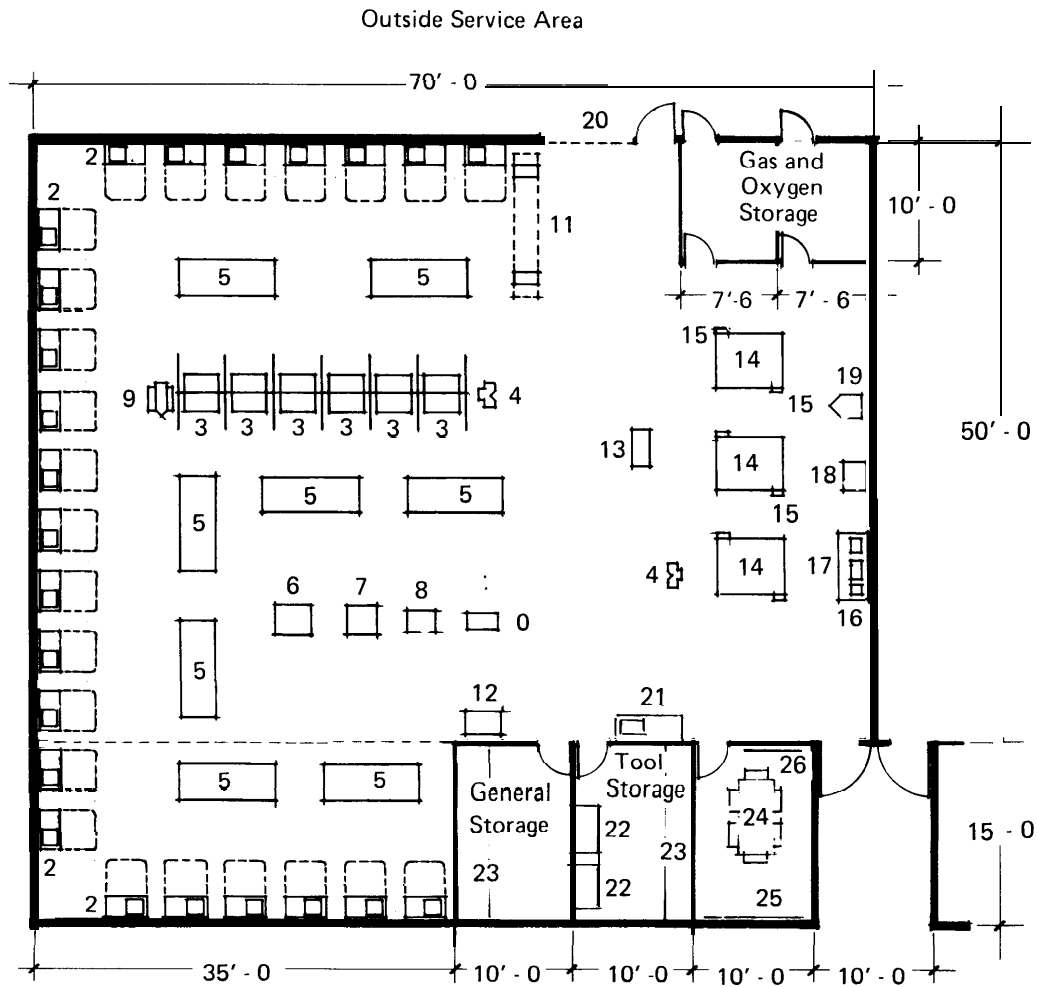 Outside Service Area
70' - 0
20
2
Gas and
Oxygen
Storage
2
10' - 0
11
5
5
7'-6
7' - 6
15
14
19
9
4
15
3
3
3
3
3
3
50' - 0
13
14
18
5
5
5
15
4
14
17
6
7
8
0
16
5
12
21
5
5
General
Storage
Tool
Storage
26
24
22
15 - 0
23
23
2
22
25
2
35' - 0
10' - 0
10' - 0
10' - 0
10' - 0